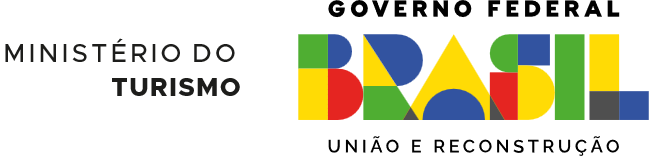 MINISTÉRIO DO
TURISMO
GOVERNO FEDERAL
BRASIL
UNIÃO E RECONSTRUÇÃO